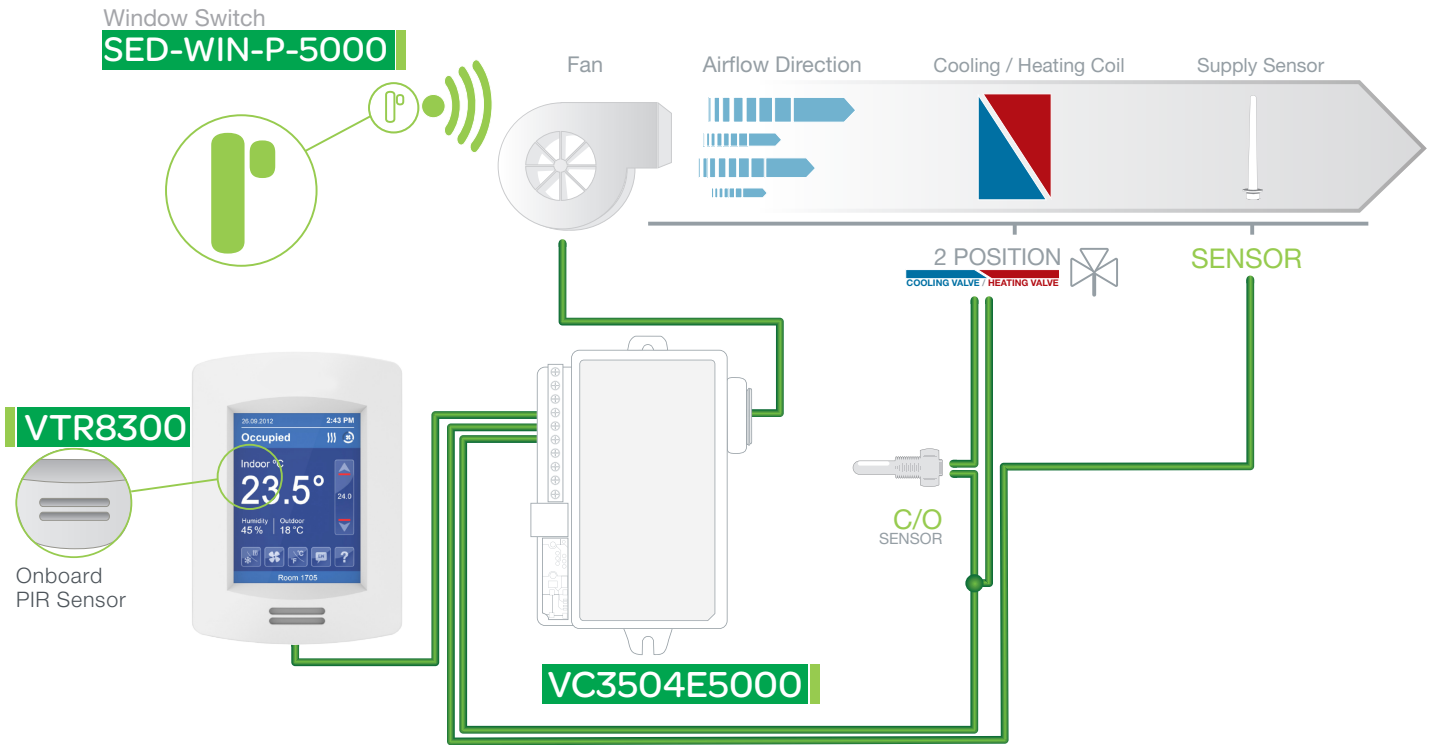 Window Switch
SED-WIN-P-5000
Fan
Airflow Direction
Cooling / Heating Coil
Supply Sensor
2 POSITION
COOLING VALVE / HEATING VALVE
SENSOR
VTR8300
26.09.2012 2:43 PM
Occupied
Indoor °C
23.5°
24.0
Humidity Outdoor
45 % 18 °C
°C
°F
?
Room 1705
Onboard
PIR Sensor
C/O
SENSOR
VC3504E5000